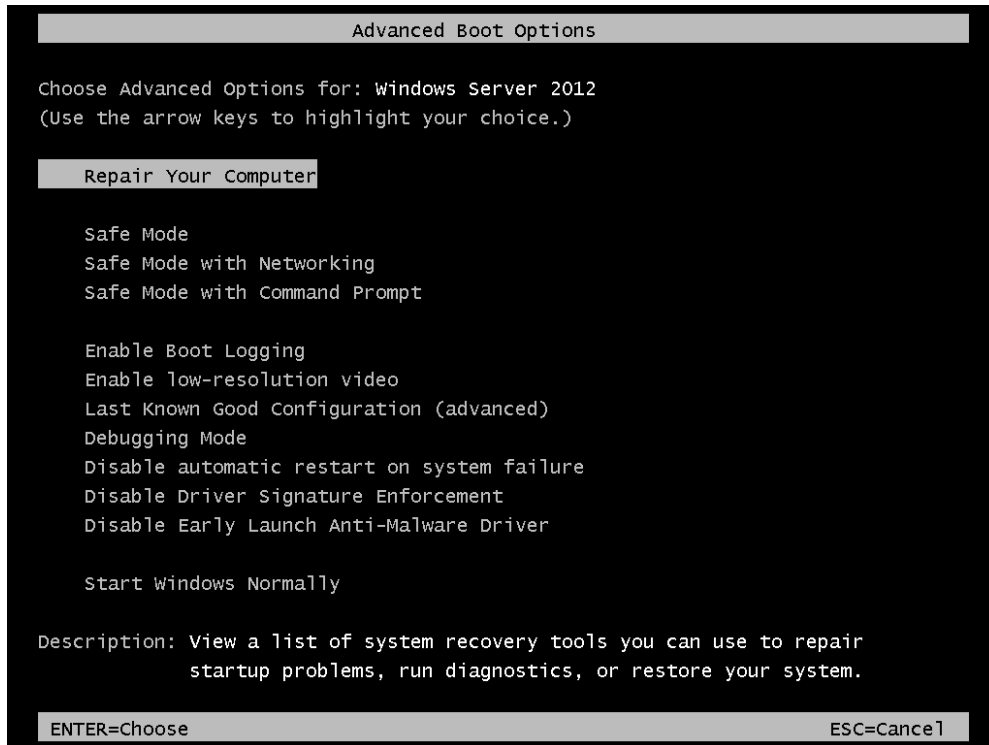 Advanced Boot Options
Choose Advanced Options for: Windows Server 2012
(Use the arrow keys to highlight your choice.)
Repair Your Computer
Safe Mode
Safe Mode with Networking
Safe Mode with Command Prompt
Enable Boot Logging
Enable low-resolution video
Last Known Good Configuration (advanced)
Debugging Mode
Disable automatic restart on system failure
Disable Driver Signature Enforcement
Disable Early Launch Anti-Malware Driver
Start Windows Normally
Description: View a list of system recovery tools you can use to repair
startup problems, run diagnostics, or restore your system.
ENTER=Choose ESC=Cancel